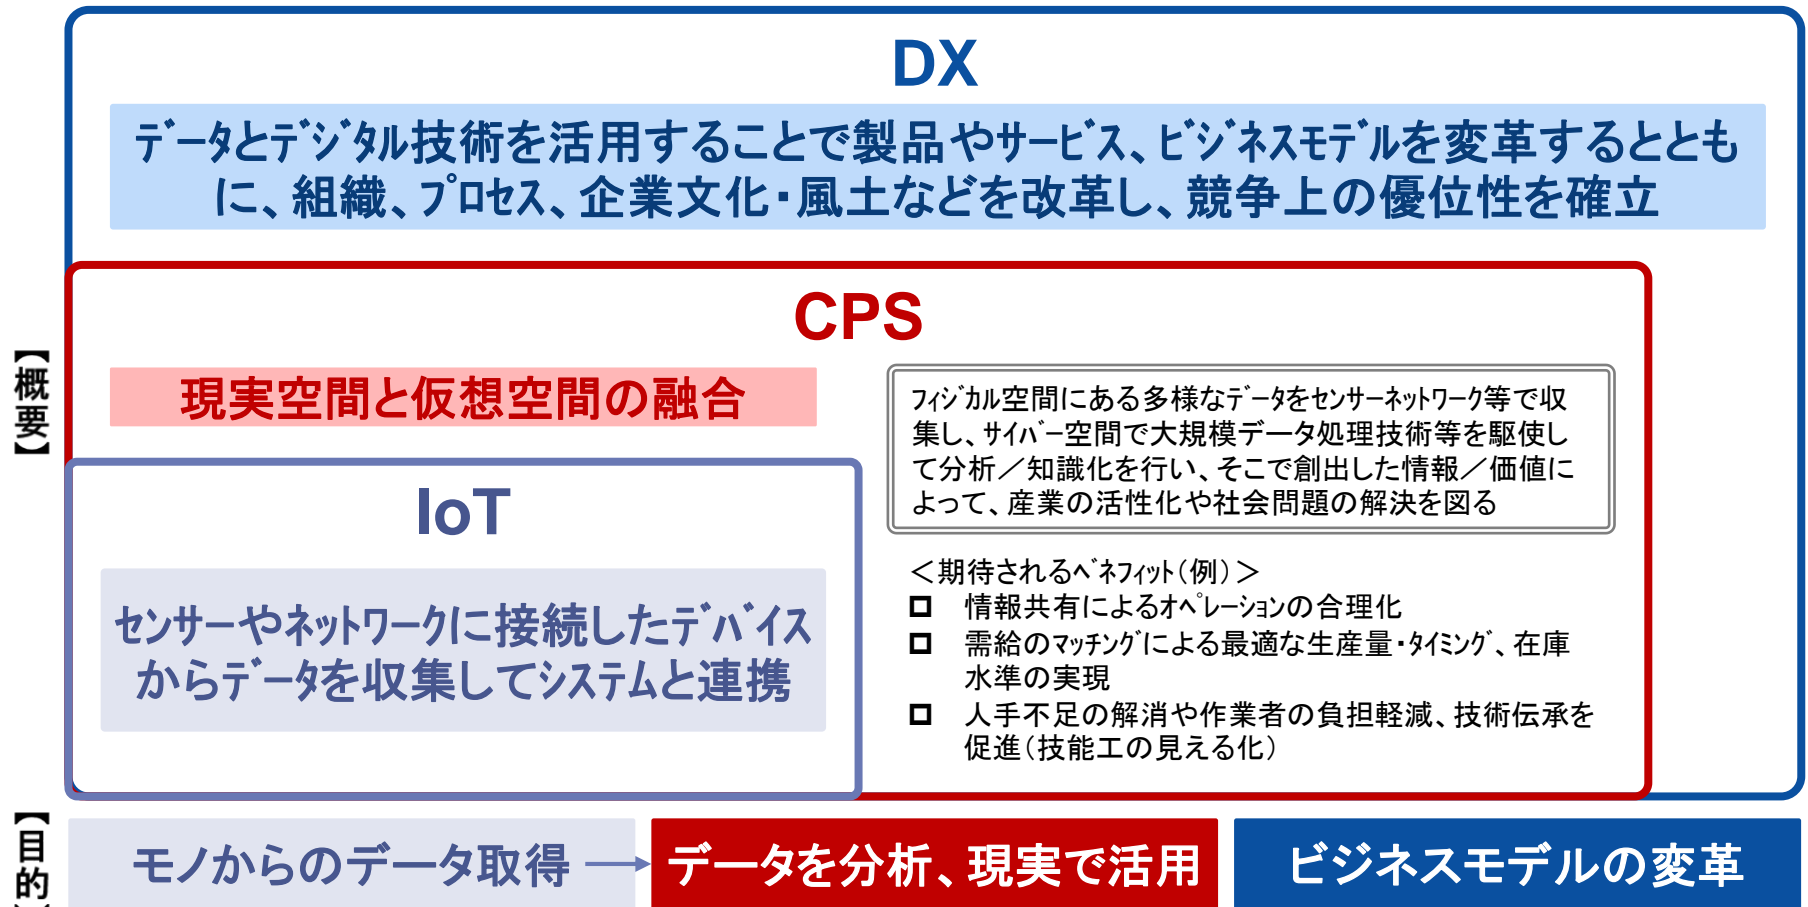 DX
データとデジタル技術を活用することで製品やサービス、ビジネスモデルを変革するととも
に、組織、プロセス、企業文化・風土などを改革し、競争上の優位性を確立
【概要】
CPS
現実空間と仮想空間の融合
フィジカル空間にある多様なデータをセンサーネットワーク等で収
集し、サイバー空間で大規模データ処理技術等を駆使し
て分析／知識化を行い、そこで創出した情報／価値に
よって、産業の活性化や社会問題の解決を図る
＜期待されるベネフィット（例）＞
情報共有によるオペレーションの合理化
需給のマッチングによる最適な生産量・タイミング、在庫
水準の実現
人手不足の解消や作業者の負担軽減、技術伝承を
促進（技能工の見える化）
IoT
センサーやネットワークに接続したデバイス
からデータを収集してシステムと連携
【目的】
モノからのデータ取得
データを分析、現実で活用
ビジネスモデルの変革